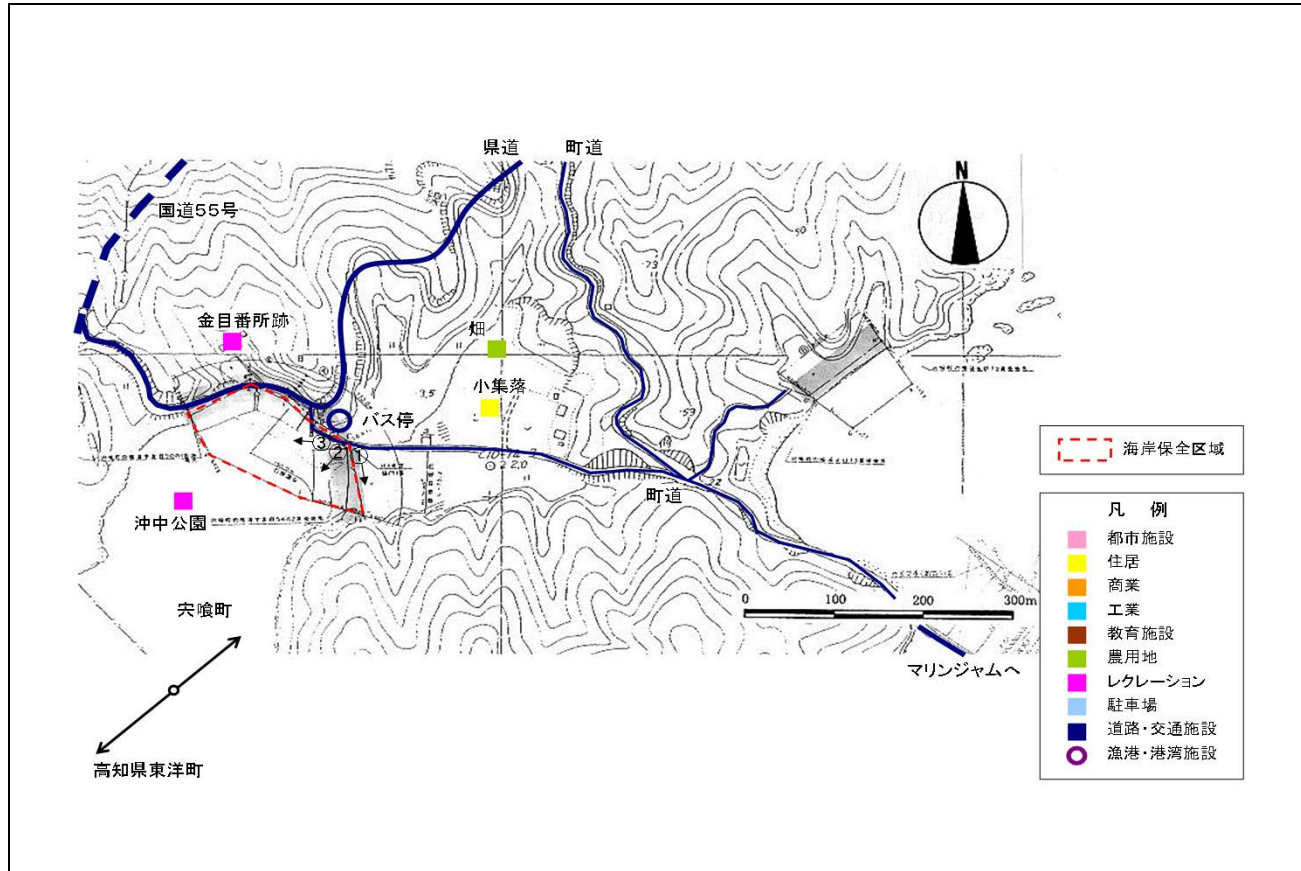 県道
町道
N
国道55号
金目番所跡
畑
小集落
バス停
3.5
73
53
③
②
①
22.0
22
町道
沖中公園
宍喰町
高知県東洋町
0 100 200 300m
マリンジャムへ
海岸保全区域
凡 例
都市施設
住居
商業
工業
教育施設
農用地
レクレーション
駐車場
道路・交通施設
漁港・港湾施設